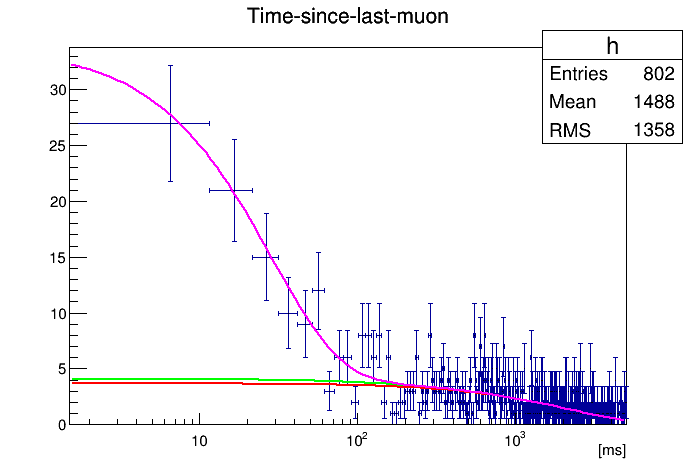 Time-since-last-muon
h
Entries 802
Mean 1488
RMS 1358
30
25
20
15
10
5
0
10 10² 10³
[ms]